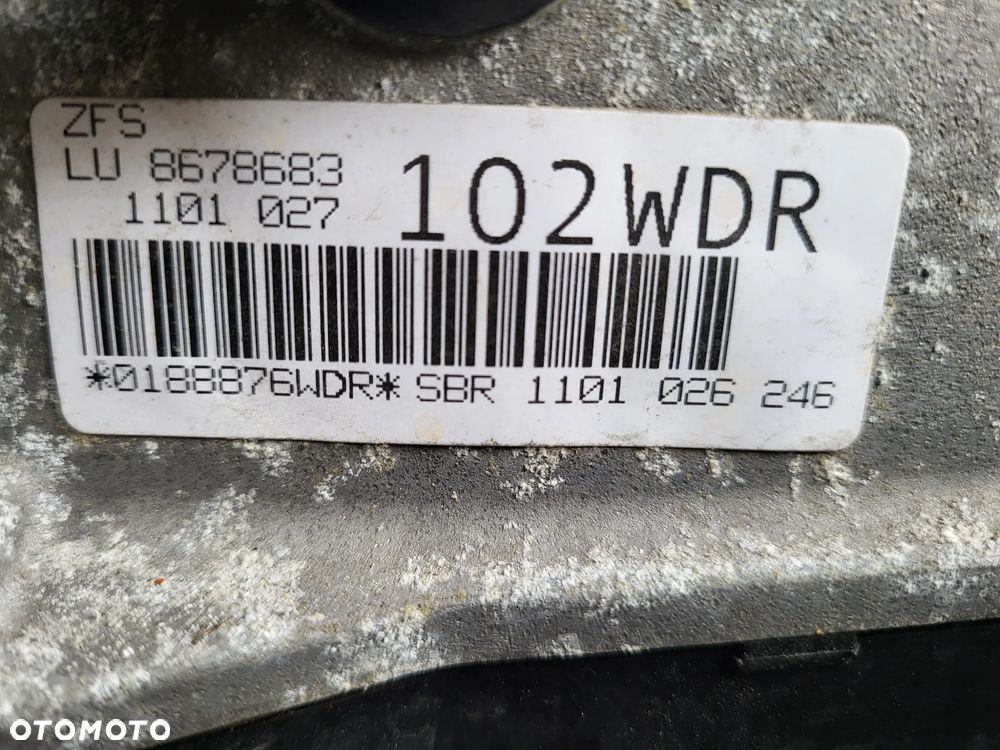 ZFS
LU 8678683
1101 027
102WDR
*0188876WDR* SBR 1101 026 246
OTOMOTO